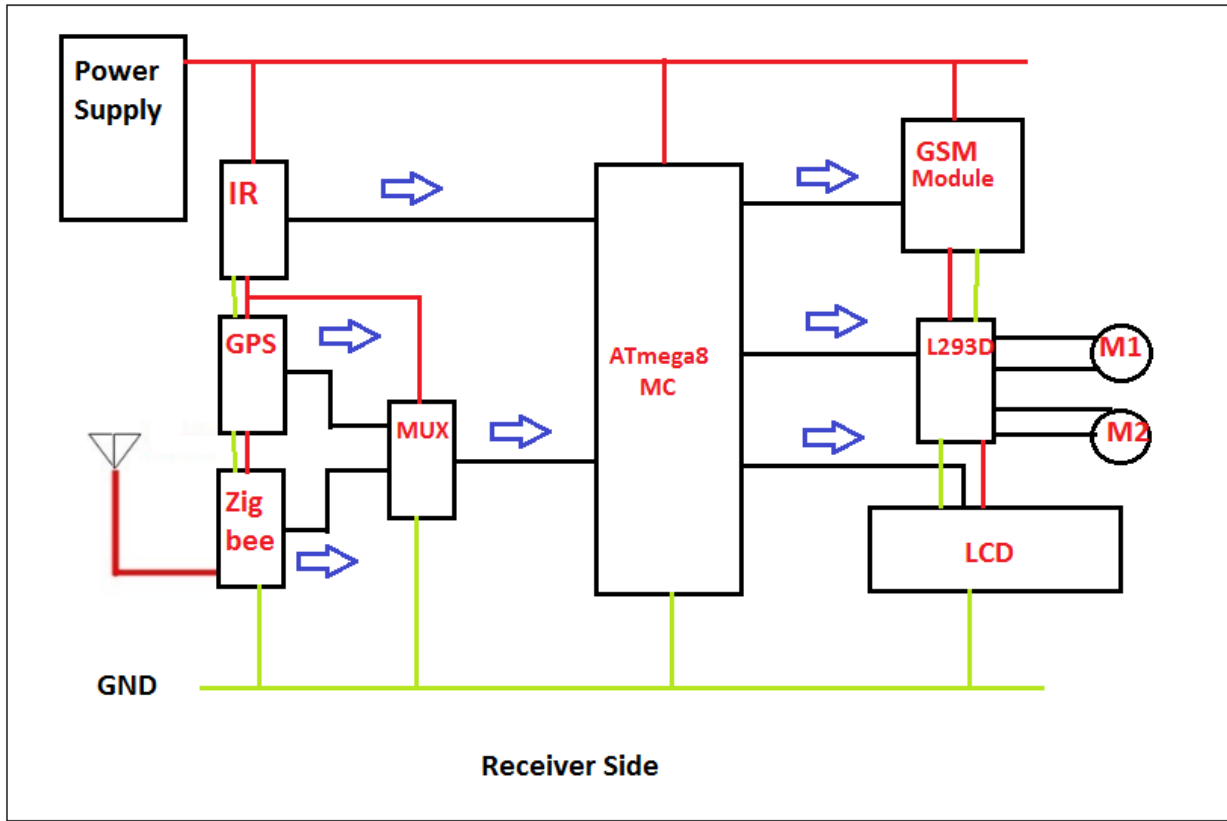 Power
Supply
IR
GSM
Module
GPS
ATmega8
MC
L293D
M1
MUX
M2
Zig
bee
LCD
GND
Receiver Side